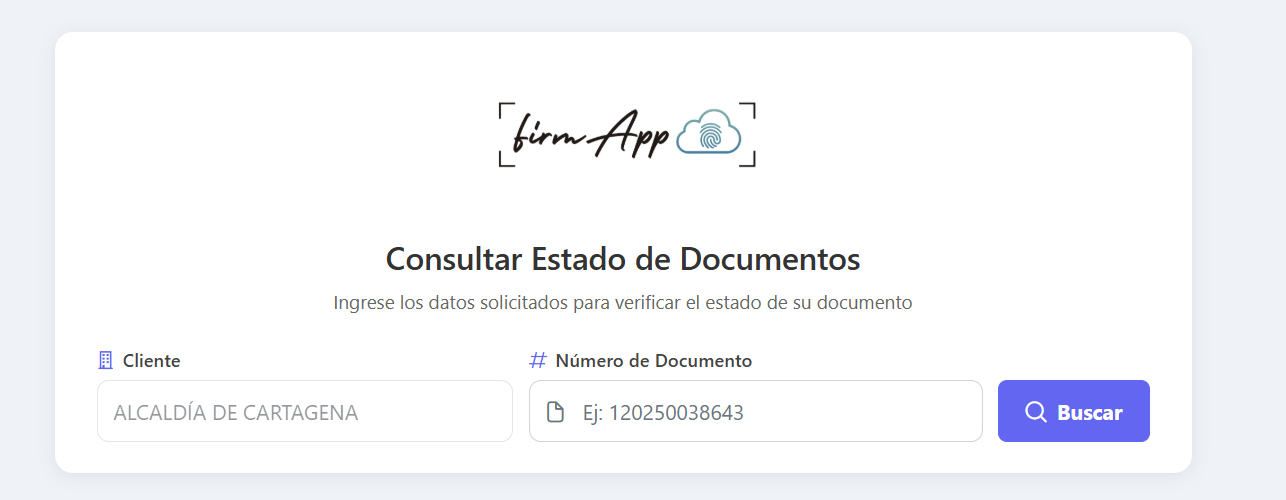 firmApp
Consultar Estado de Documentos
Ingrese los datos solicitados para verificar el estado de su documento
Cliente
# Número de Documento
ALCALDÍA DE CARTAGENA
Ej: 120250038643
Buscar